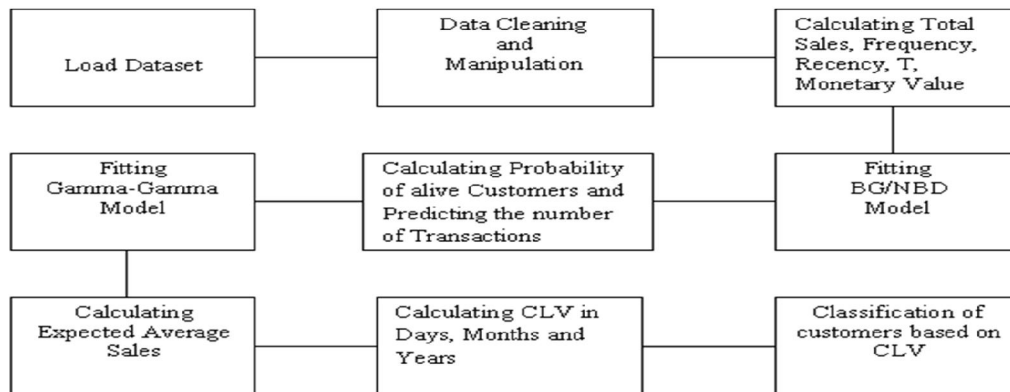 Load Dataset
Data Cleaning
and
Manipulation
Calculating Total
Sales, Frequency,
Recency, T,
Monetary Value
Fitting
Gamma-Gamma
Model
Calculating Probability
of alive Customers and
Predicting the number
of Transactions
Fitting
BG/NBD
Model
Calculating
Expected Average
Sales
Calculating CLV in
Days, Months and
Years
Classification of
customers based on
CLV